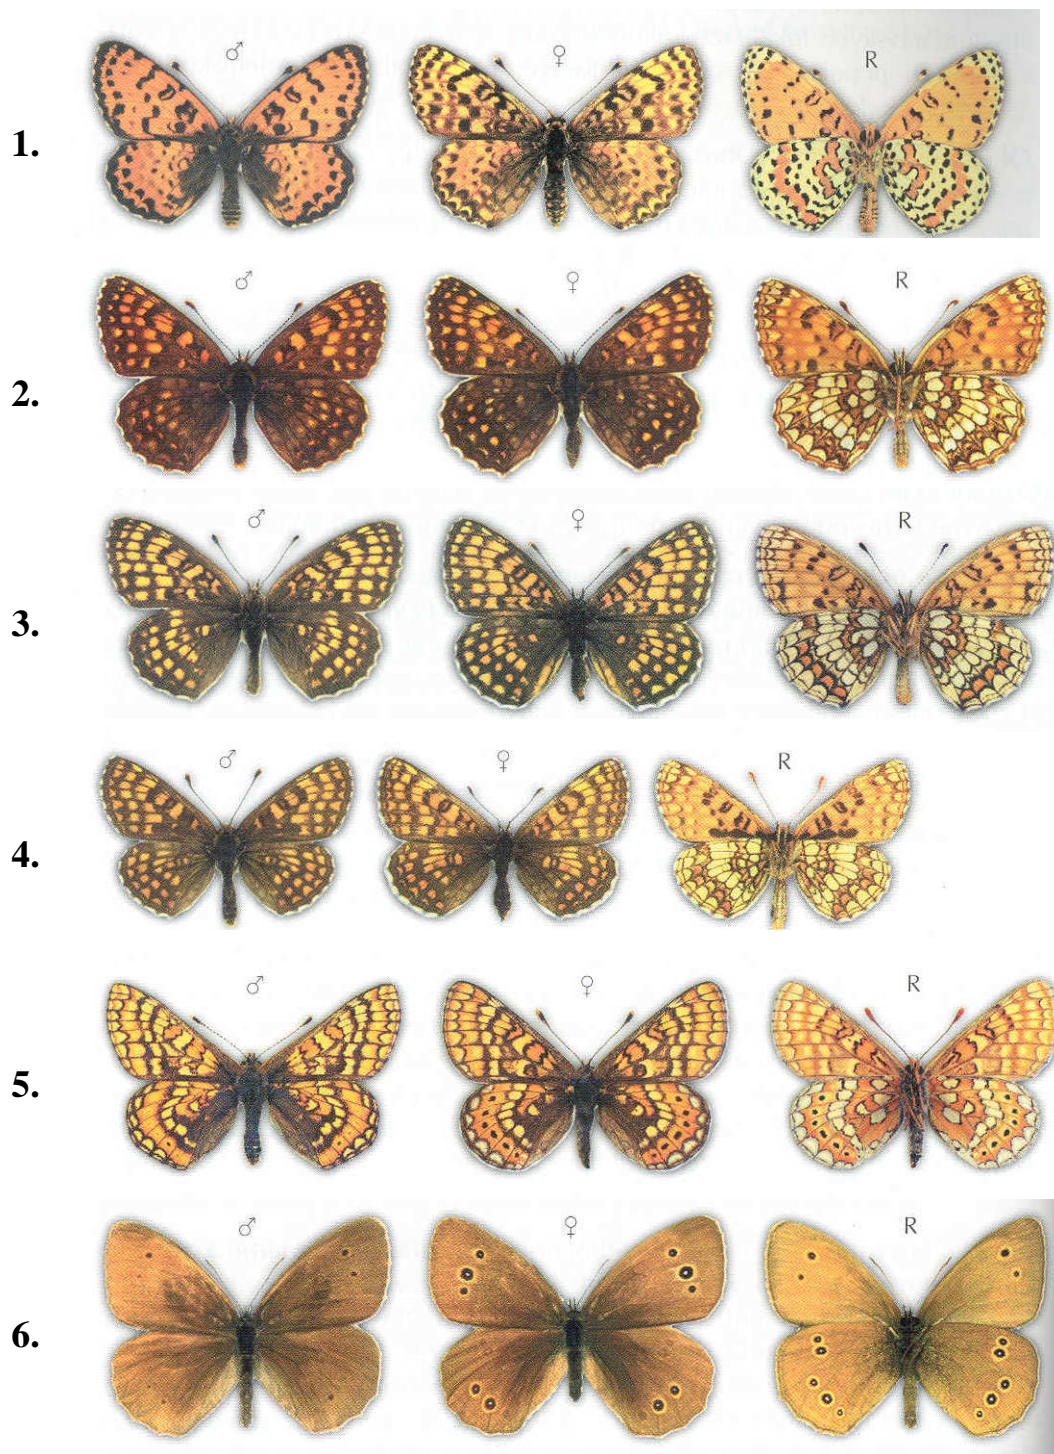 ♂ ♀ R
1.
♂ ♀ R
2.
♂ ♀ R
3.
♂ ♀ R
4.
♂ ♀ R
5.
♂ ♀ R
6.